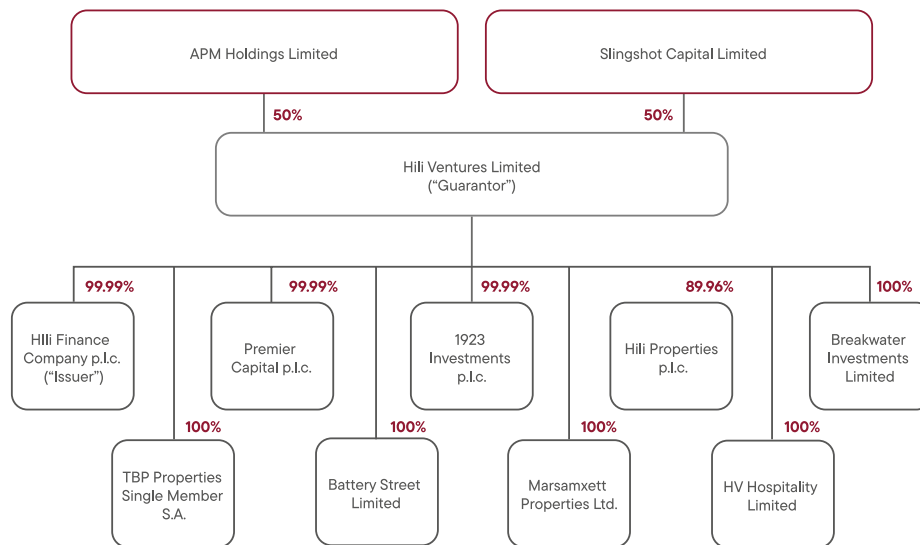 APM Holdings Limited
Slingshot Capital Limited
50%
50%
Hili Ventures Limited
("Guarantor")
99.99%
99.99%
99.99%
89.96%
100%
HIli Finance
Company p.l.c.
("Issuer")
Premier
Capital p.l.c.
1923
Investments
p.l.c.
Hili Properties
p.l.c.
Breakwater
Investments
Limited
100%
100%
100%
100%
TBP Properties
Single Member
S.A.
Battery Street
Limited
Marsamxett
Properties Ltd.
HV Hospitality
Limited